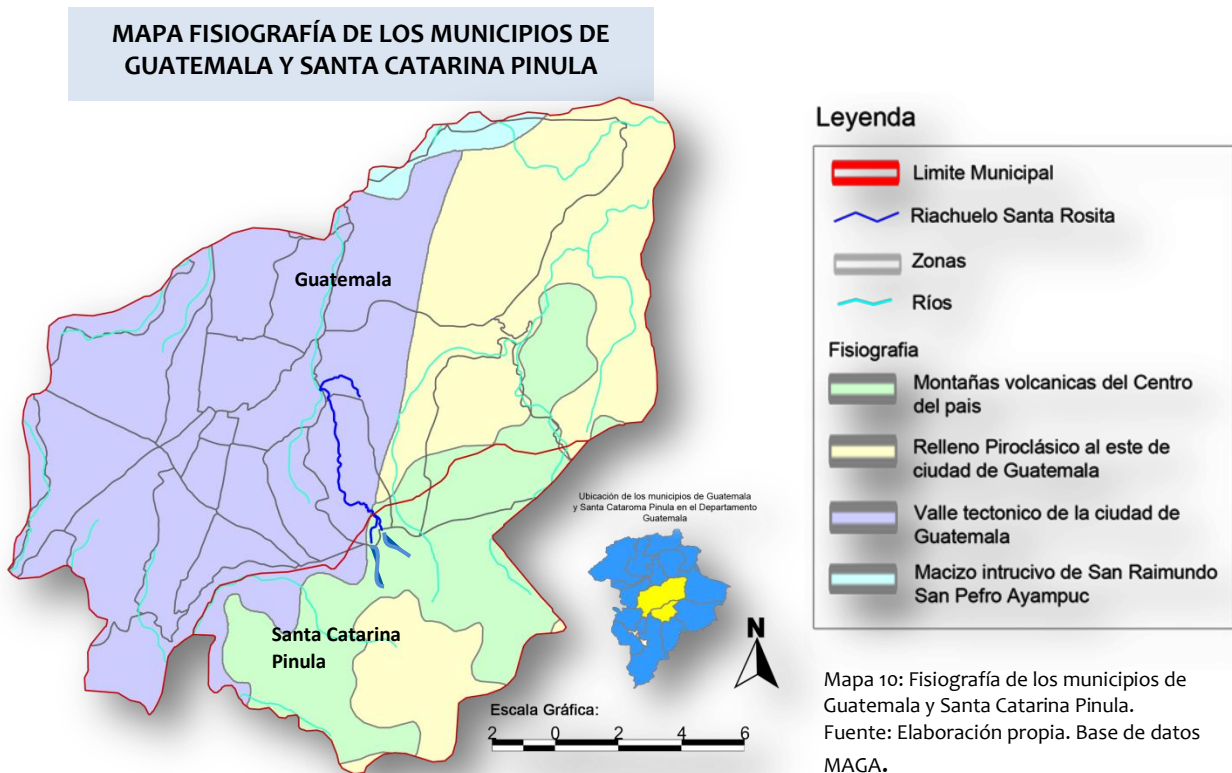 MAPA FISIOGRAFÍA DE LOS MUNICIPIOS DE
GUATEMALA Y SANTA CATARINA PINULA
Guatemala
Santa Catarina
Pinula
Ubicación de los municipios de Guatemala
y Santa Cataroma Pinula en el Departamento
Guatemala
N
Escala Gráfica:
2 0 2 4 6
Leyenda
Limite Municipal
Riachuelo Santa Rosita
Zonas
Ríos
Fisiografia
Montañas volcanicas del Centro
del pais
Relleno Piroclásico al este de
ciudad de Guatemala
Valle tectonico de la ciudad de
Guatemala
Macizo intrucivo de San Raimundo
San Pefro Ayampuc
Mapa 10: Fisiografía de los municipios de
Guatemala y Santa Catarina Pinula.
Fuente: Elaboración propia. Base de datos
MAGA.